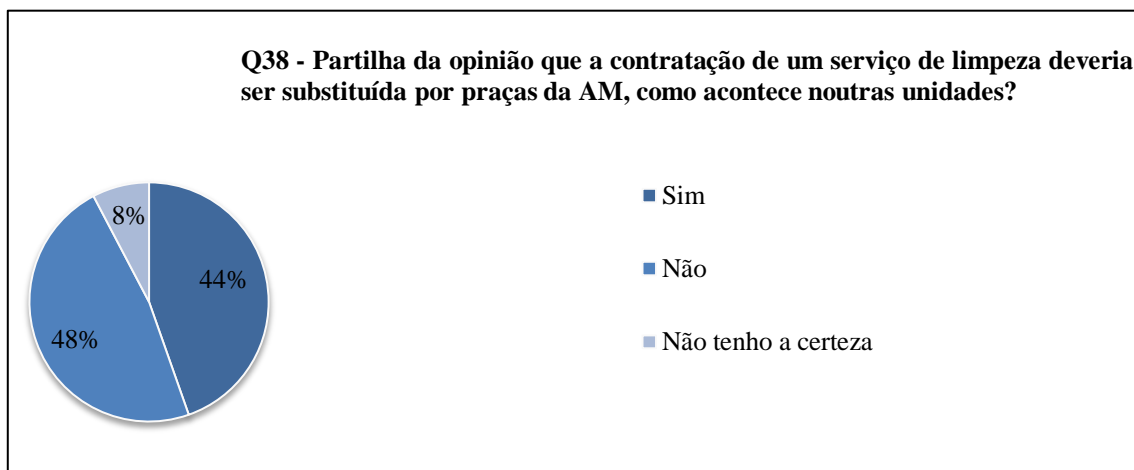 Q38 - Partilha da opinião que a contratação de um serviço de limpeza deveria
ser substituída por praças da AM, como acontece noutras unidades?
Sim
8%
44%
Não
48%
Não tenho a certeza